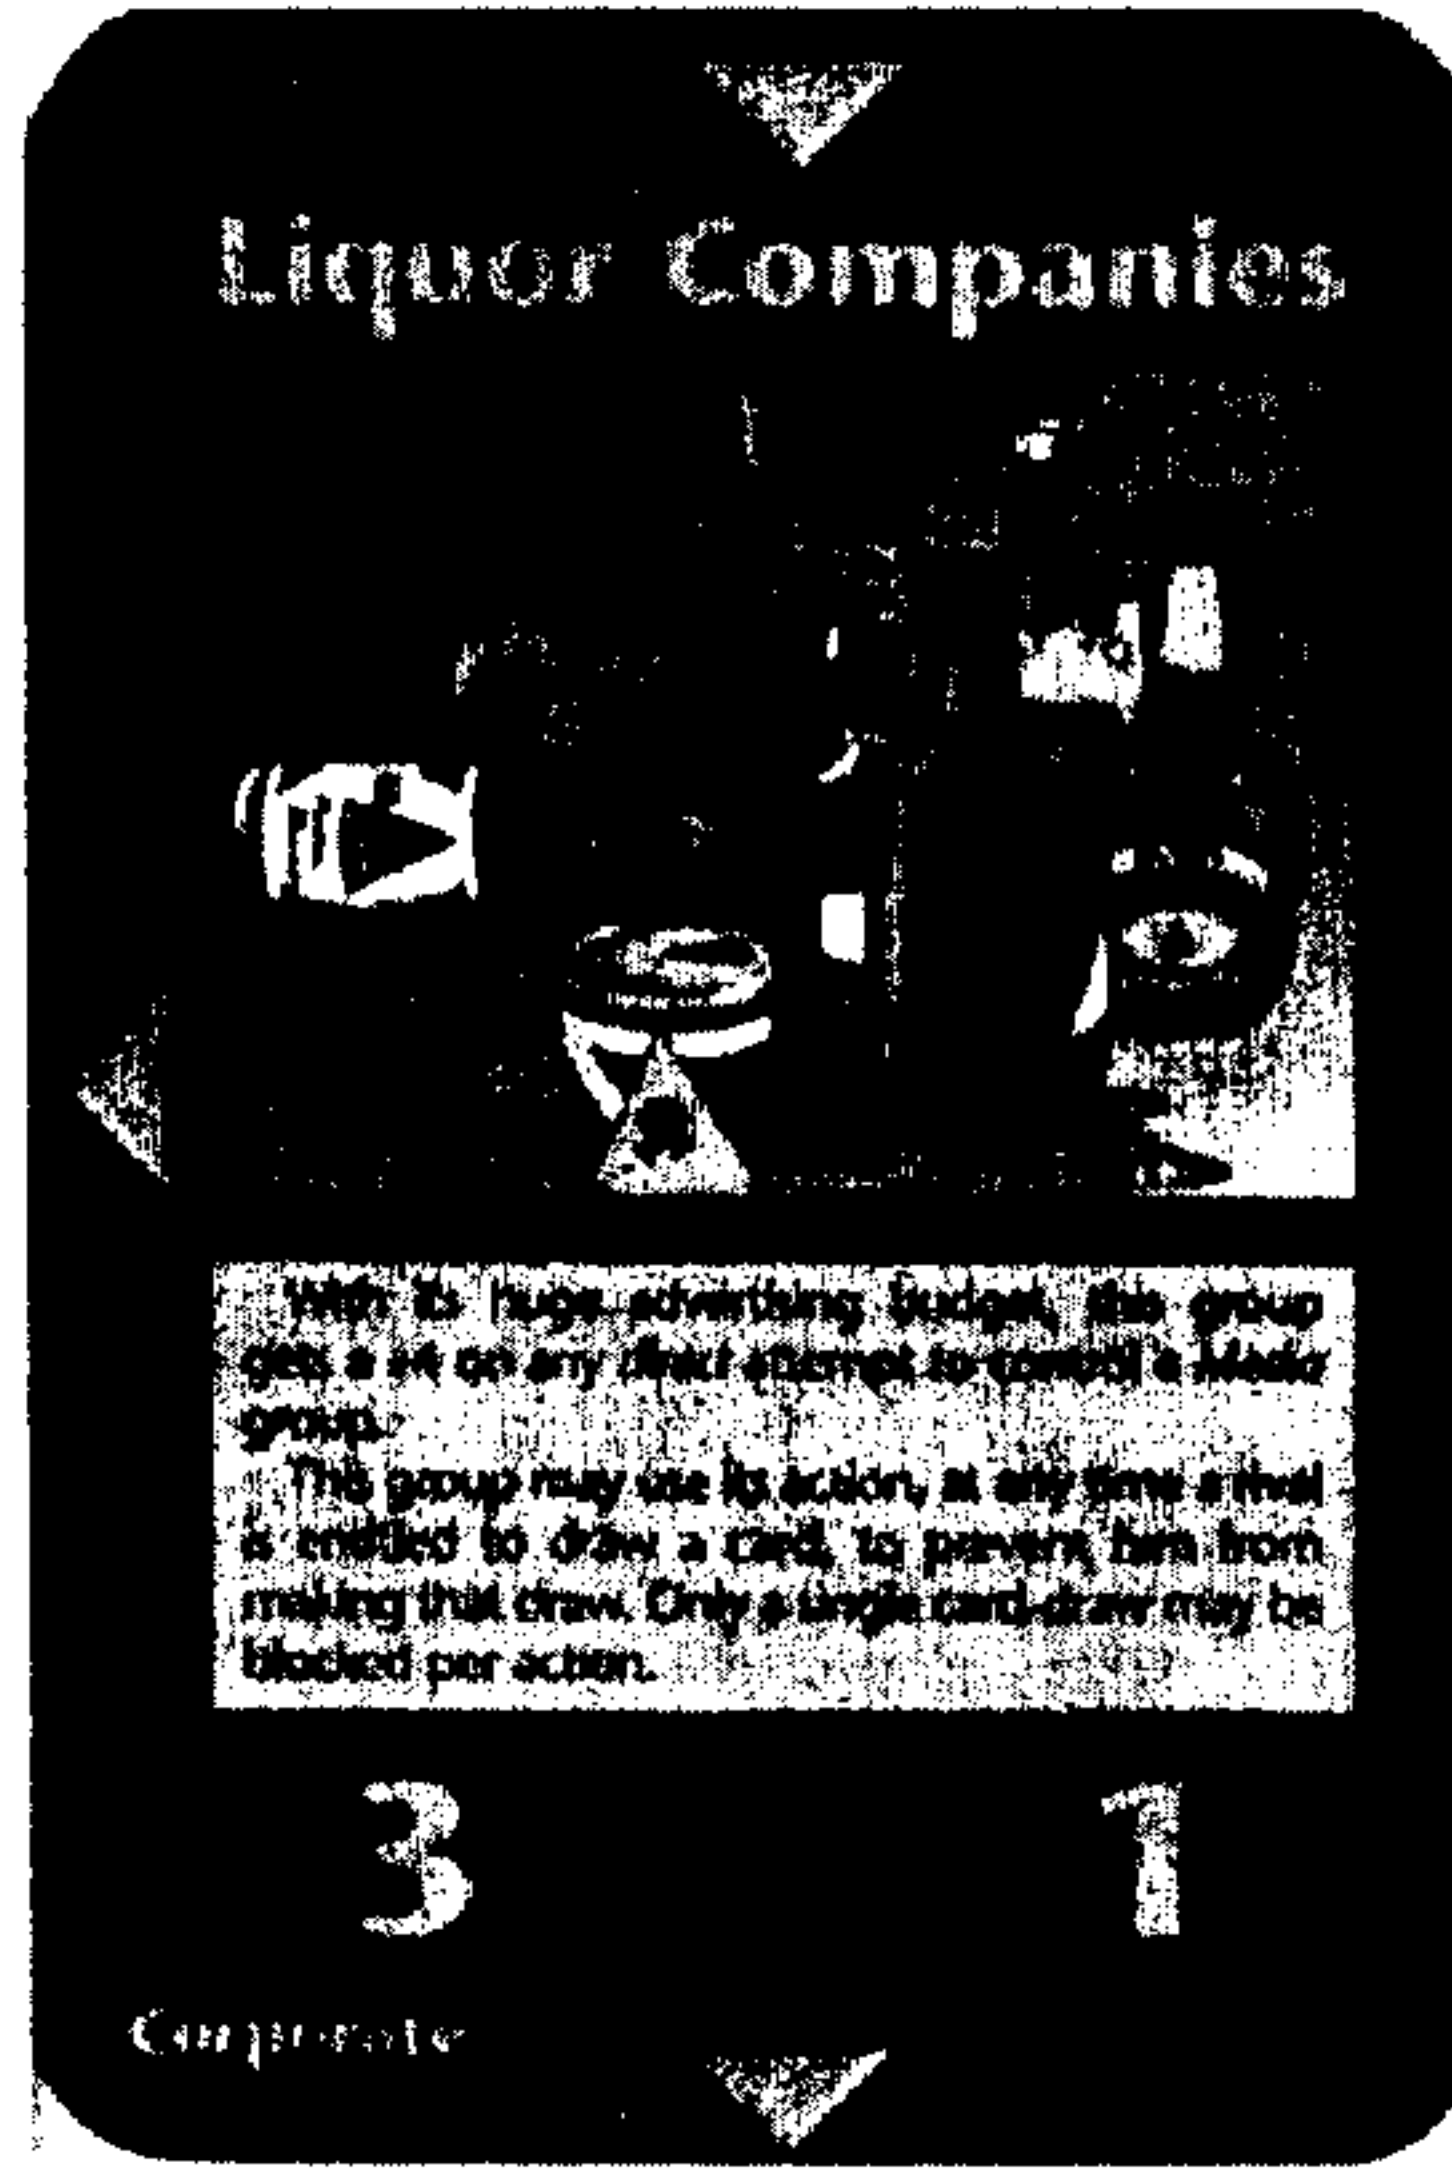 Liquor Companies
With its huge advertising budget, this group
gets a +4 on any direct attempt to control a Media
group.
This group may use its action, at any time a rival
is entitled to draw a card, to prevent him from
making that draw. Only a single card-draw may be
blocked per action.
3 1
Corporate